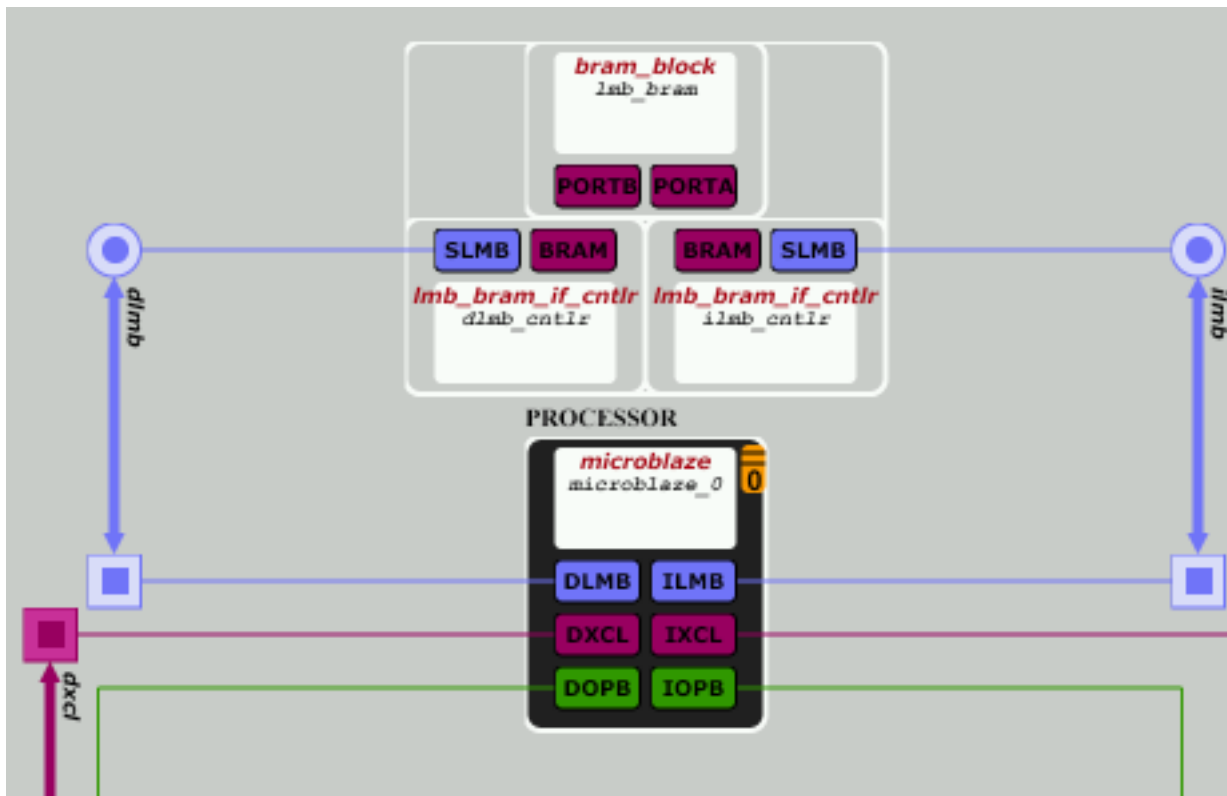 bram_block
lmb_bram
PORTB PORTA
SLMB BRAM BRAM SLMB
dlmb
ilmb
lmb_bram_if_cntlr lmb_bram_if_cntlr
dlmb_cntlr ilmb_cntlr
PROCESSOR
microblaze
microblaze_0
0
DLMB ILMB
DXCL IXCL
dxcl
DOPB IOPB